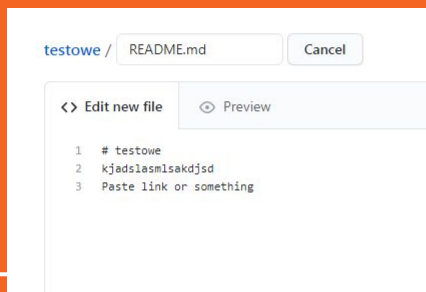 testowe / README.md Cancel
<> Edit new file Preview
1 # testowe
2 kjadslasmlsakdjsd
3 Paste link or something